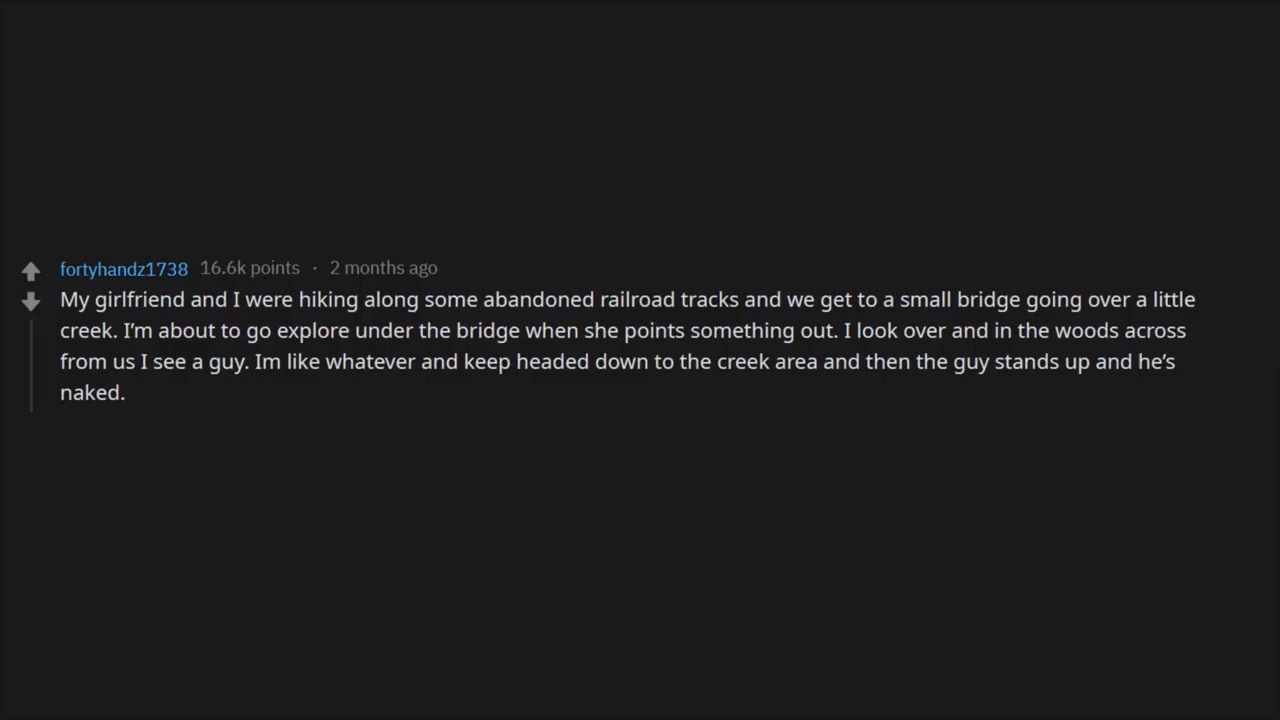 fortyhandz1738 16.6k points · 2 months ago
My girlfriend and I were hiking along some abandoned railroad tracks and we get to a small bridge going over a little
creek. I’m about to go explore under the bridge when she points something out. I look over and in the woods across
from us I see a guy. Im like whatever and keep headed down to the creek area and then the guy stands up and he’s
naked.